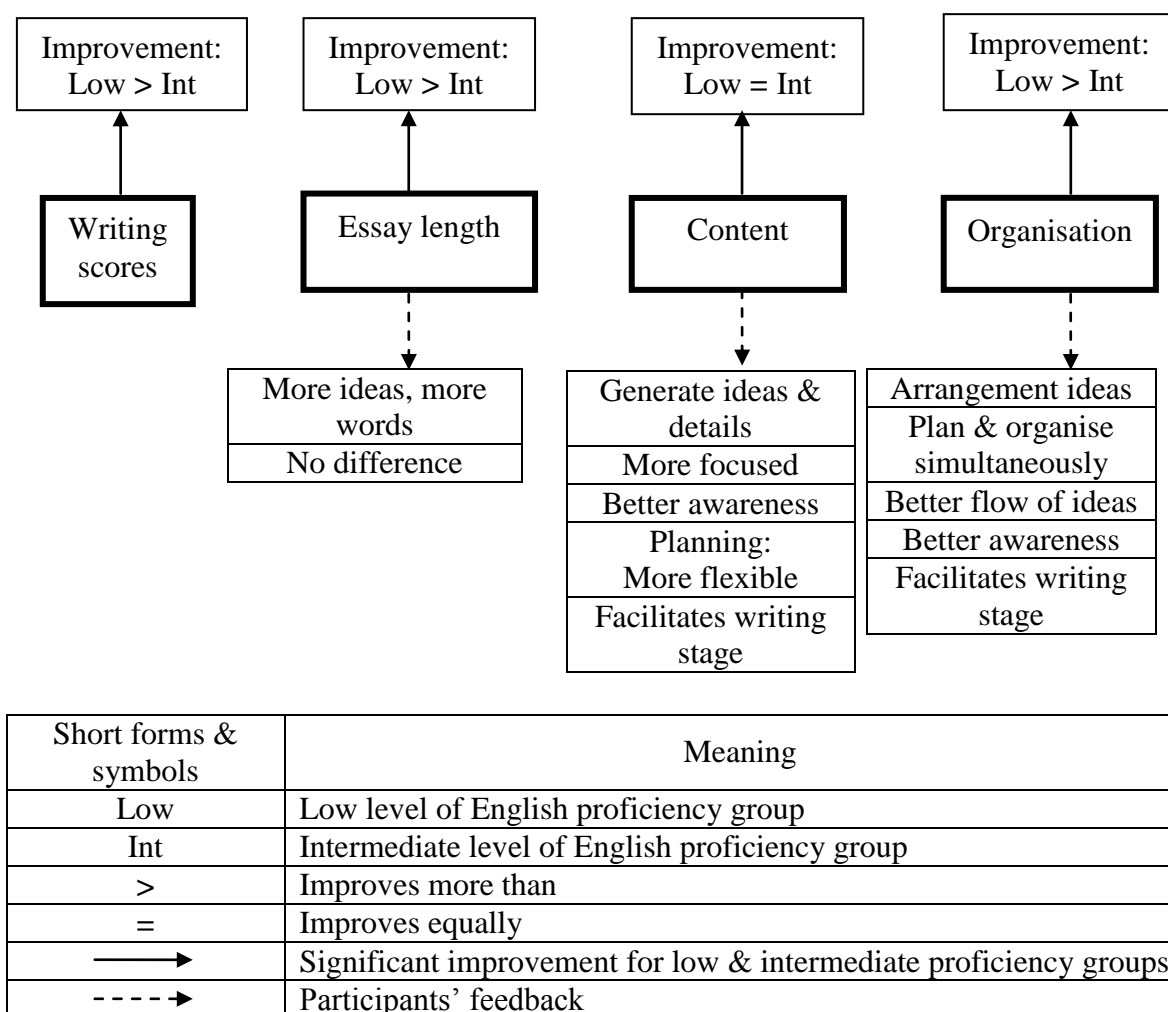 Improvement:
Low > Int
Improvement:
Low > Int
Improvement:
Low = Int
Improvement:
Low > Int
Writing
scores
Essay length
Content
Organisation
More ideas, more
words
No difference
Generate ideas &
details
More focused
Better awareness
Planning:
More flexible
Facilitates writing
stage
Arrangement ideas
Plan & organise
simultaneously
Better flow of ideas
Better awareness
Facilitates writing
stage
Short forms &
symbols
Meaning
Low
Low level of English proficiency group
Int
Intermediate level of English proficiency group
>
Improves more than
=
Improves equally
Significant improvement for low & intermediate proficiency groups
Participants’ feedback